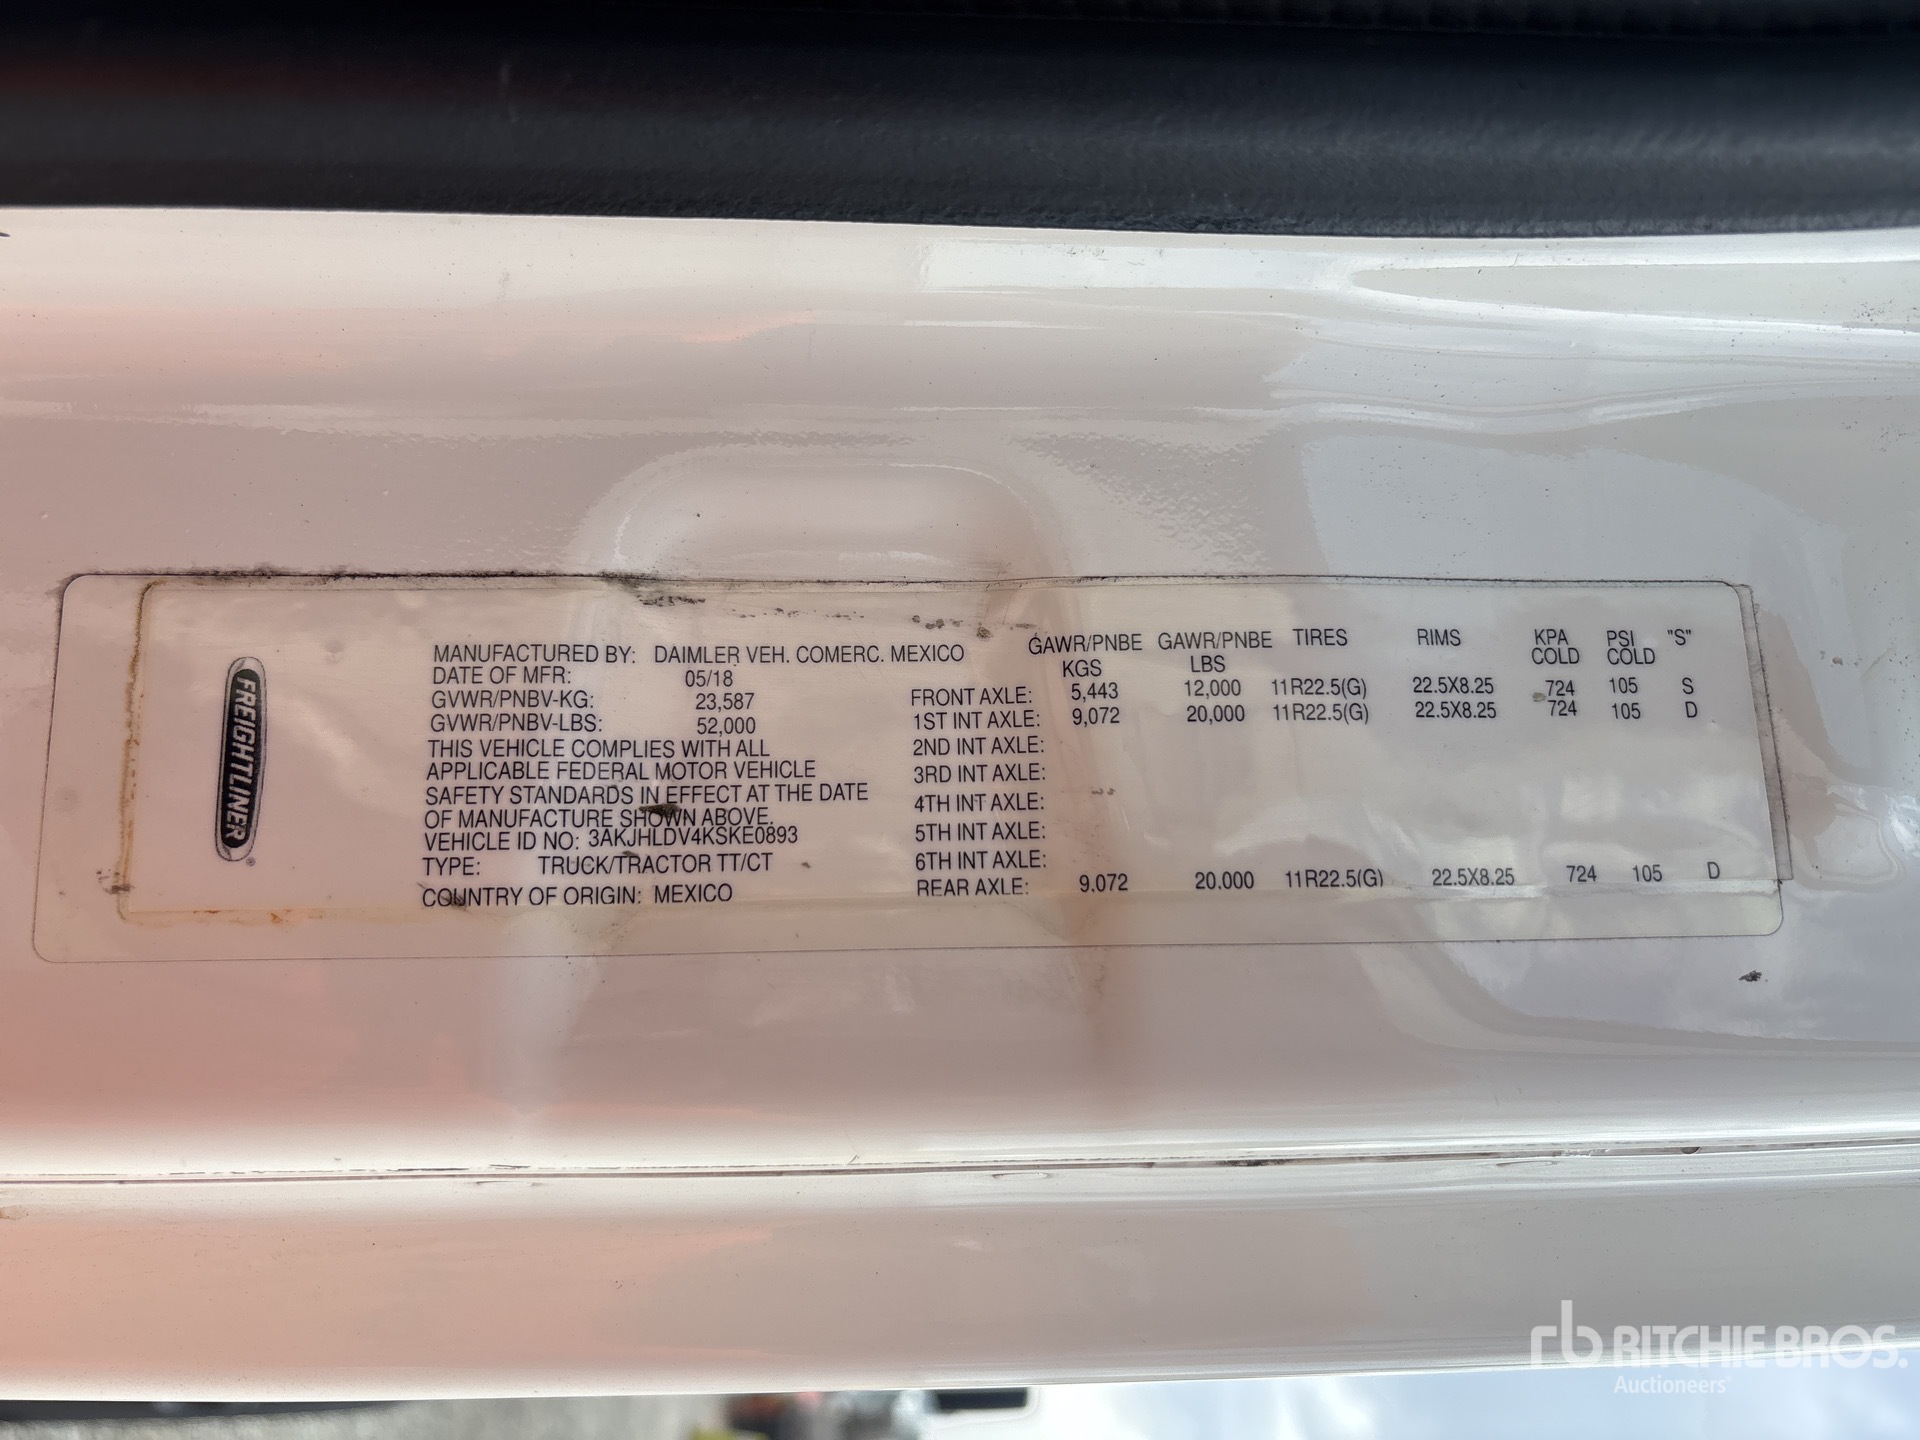 FREIGHTLINER
MANUFACTURED BY: DAIMLER VEH. COMERC. MEXICO
DATE OF MFR: 05/18
GVWR/PNBV-KG: 23,587
GVWR/PNBV-LBS: 52,000
THIS VEHICLE COMPLIES WITH ALL
APPLICABLE FEDERAL MOTOR VEHICLE
SAFETY STANDARDS IN EFFECT AT THE DATE
OF MANUFACTURE SHOWN ABOVE.
VEHICLE ID NO: 3AKJHLDV4KSKE0893
TYPE: TRUCK/TRACTOR TT/CT
COUNTRY OF ORIGIN: MEXICO
GAWR/PNBE GAWR/PNBE TIRES RIMS KPA PSI "S"
KGS LBS COLD COLD
FRONT AXLE: 5,443 12,000 11R22.5(G) 22.5X8.25 724 105 S
1ST INT AXLE: 9,072 20,000 11R22.5(G) 22.5X8.25 724 105 D
2ND INT AXLE:
3RD INT AXLE:
4TH INT AXLE:
5TH INT AXLE:
6TH INT AXLE:
REAR AXLE: 9,072 20.000 11R22.5(G) 22.5X8.25 724 105 D
rb RITCHIE BROS.
Auctioneers